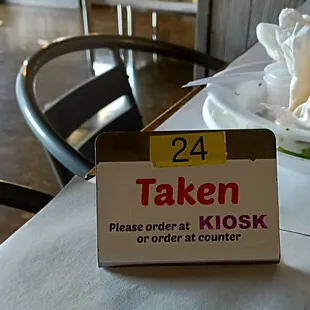 24
Taken
Please order at KIOSK
or order at counter